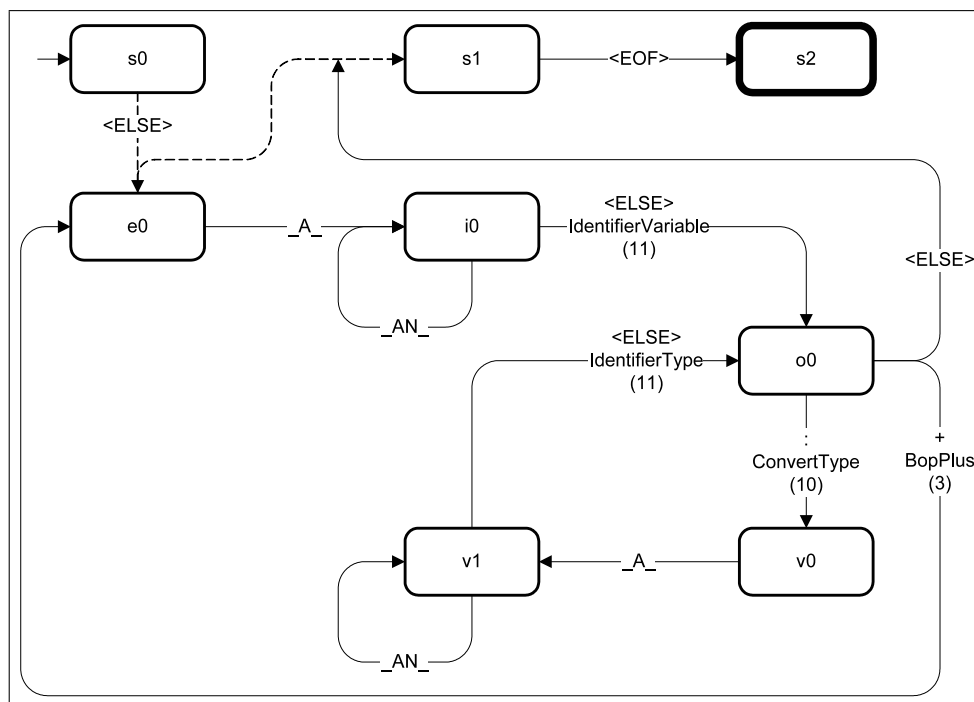 s0
s1
<EOF>
s2
<ELSE>
e0
_A_
i0
<ELSE>
IdentifierVariable
(11)
<ELSE>
_AN_
<ELSE>
IdentifierType
(11)
o0
:
ConvertType
(10)
+
BopPlus
(3)
v1
_A_
v0
_AN_